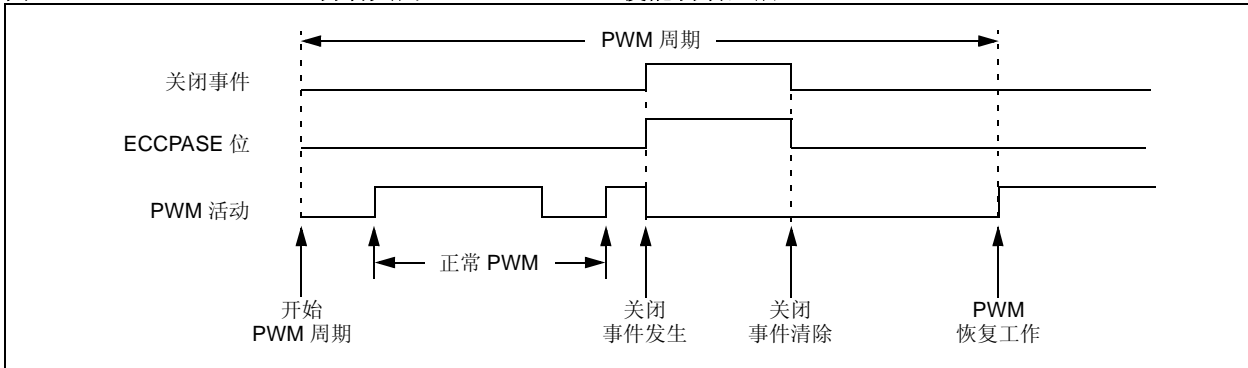 PWM 周期
关闭事件
ECCPASE 位
PWM 活动
正常 PWM
开始
PWM 周期
关闭
事件发生
关闭
事件清除
PWM
恢复工作